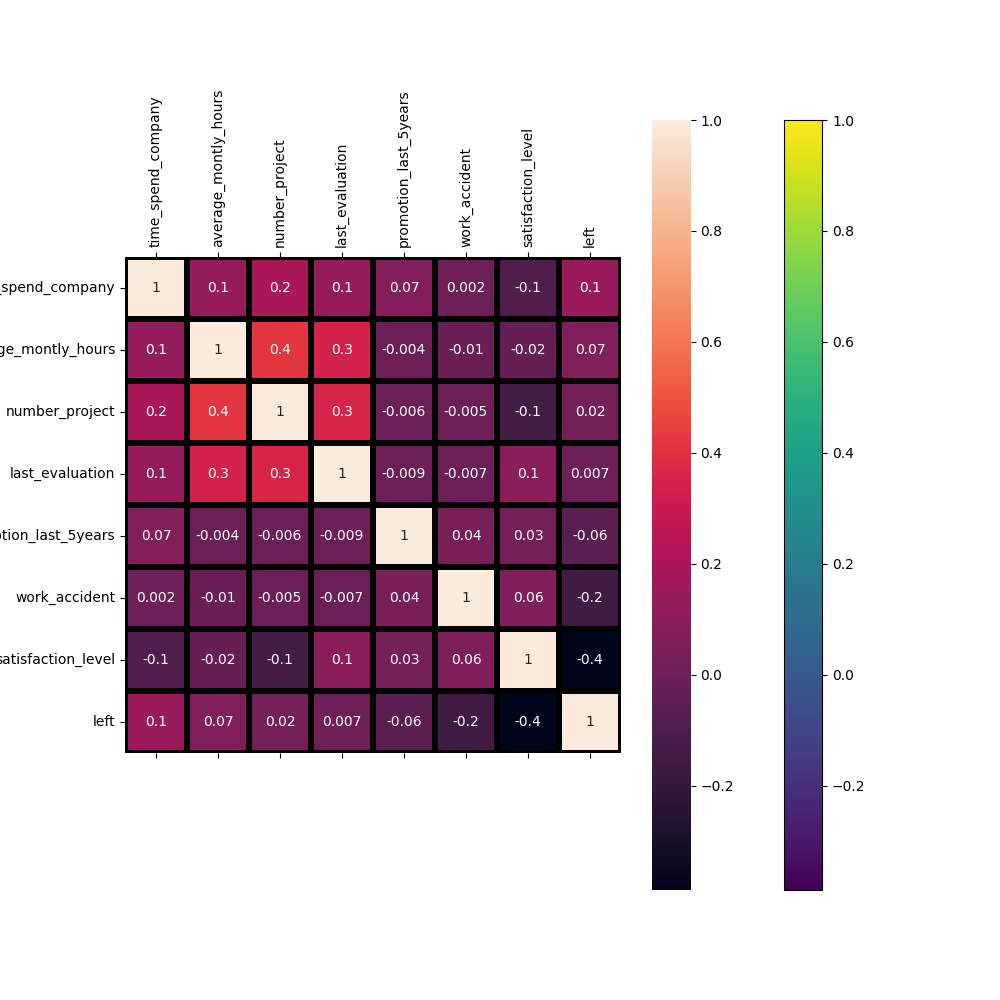 time_spend_company
average_montly_hours
number_project
last_evaluation
promotion_last_5years
work_accident
satisfaction_level
left
_spend_company 1 0.1 0.2 0.1 0.07 0.002 -0.1 0.1
ge_montly_hours 0.1 1 0.4 0.3 -0.004 -0.01 -0.02 0.07
number_project 0.2 0.4 1 0.3 -0.006 -0.005 -0.1 0.02
last_evaluation 0.1 0.3 0.3 1 -0.009 -0.007 0.1 0.007
otion_last_5years 0.07 -0.004 -0.006 -0.009 1 0.04 0.03 -0.06
work_accident 0.002 -0.01 -0.005 -0.007 0.04 1 0.06 -0.2
satisfaction_level -0.1 -0.02 -0.1 0.1 0.03 0.06 1 -0.4
left 0.1 0.07 0.02 0.007 -0.06 -0.2 -0.4 1
1.0
0.8
0.6
0.4
0.2
0.0
−0.2
1.0
0.8
0.6
0.4
0.2
0.0
−0.2